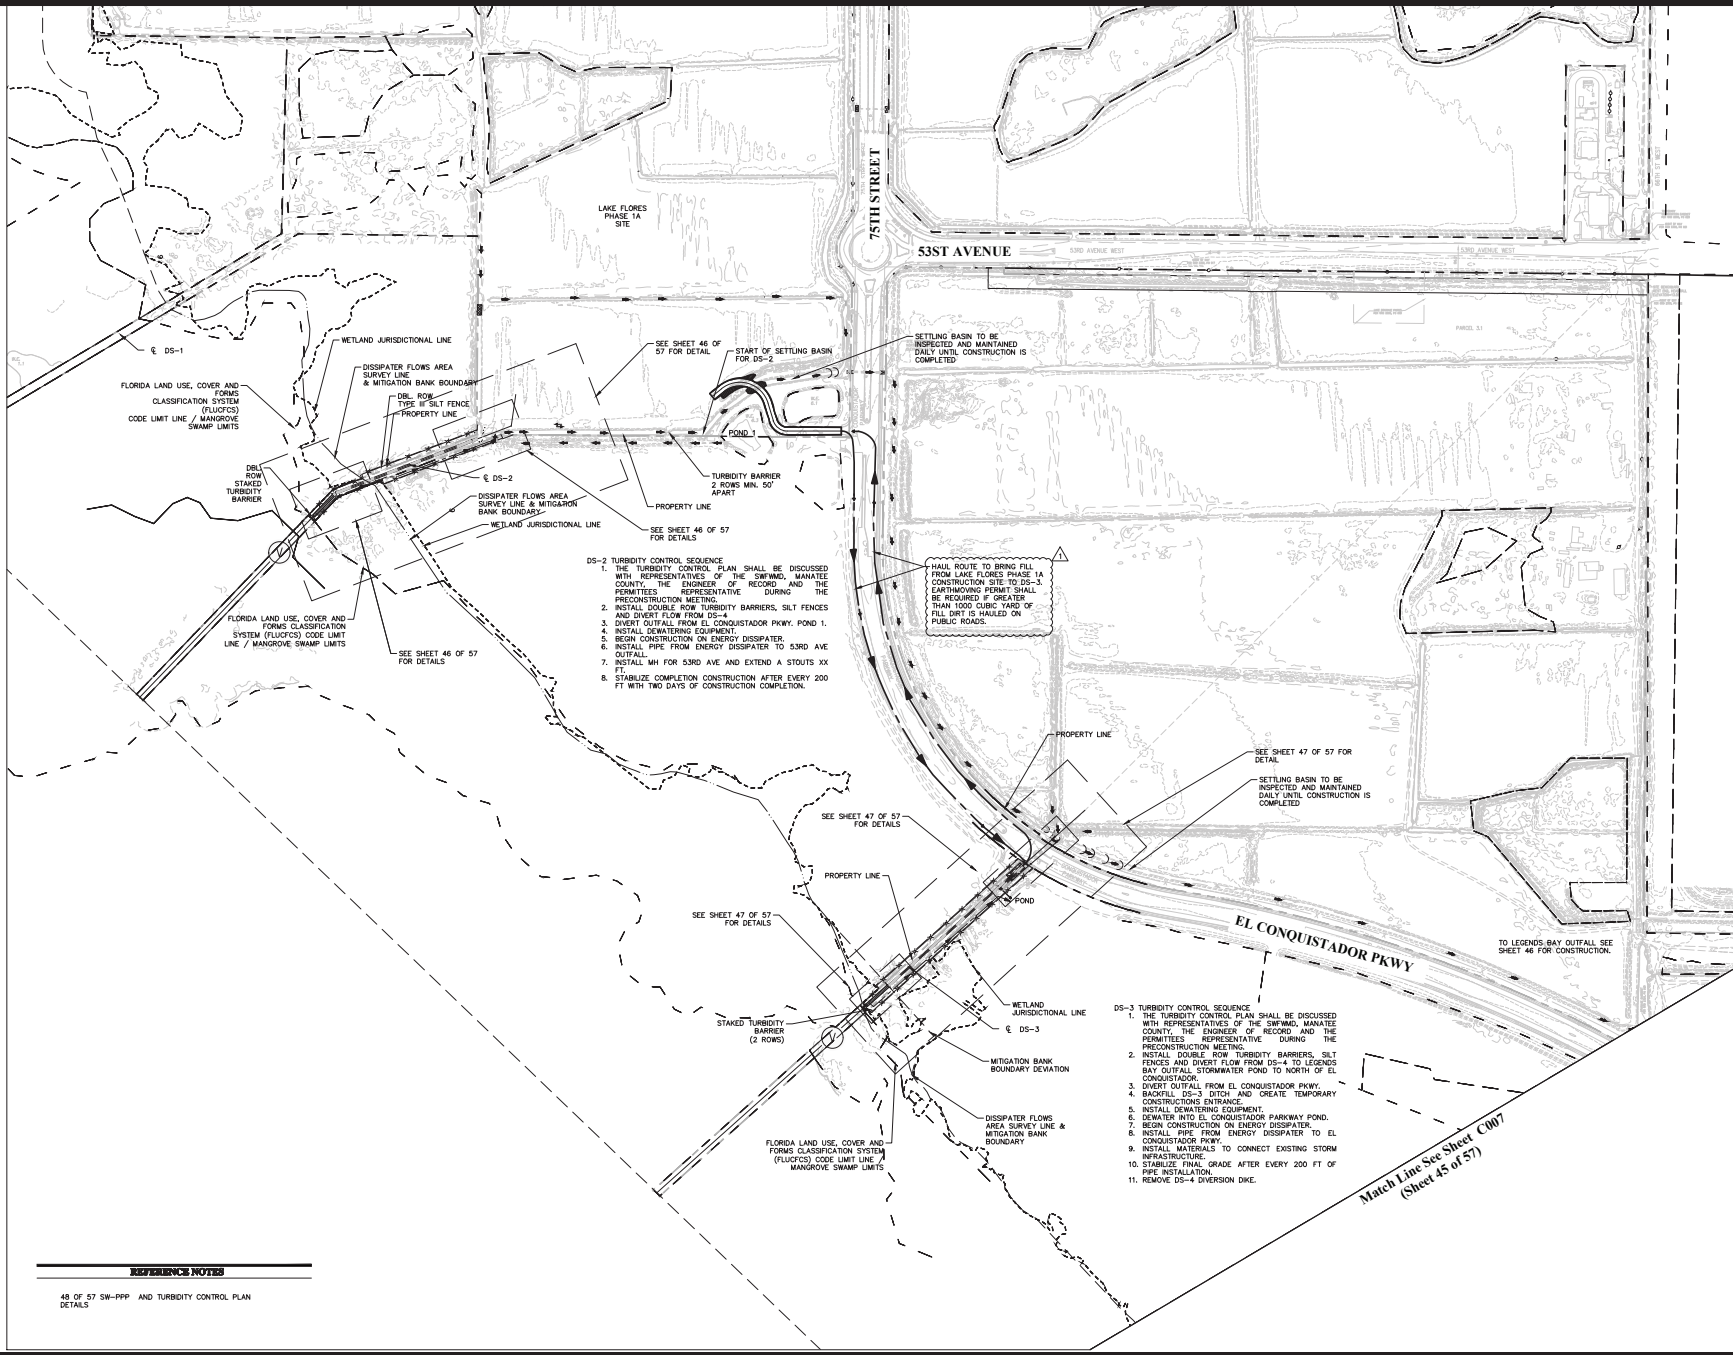 75TH STREET
LAKE FLORES
PHASE 1A
SITE
53ST AVENUE
53RD AVENUE WEST
53RD AVENUE WEST
℄ DS-1
WETLAND JURISDICTIONAL LINE
DISSIPATER FLOWS AREA
SURVEY LINE
& MITIGATION BANK BOUNDARY
FLORIDA LAND USE, COVER AND
FORMS
CLASSIFICATION SYSTEM
(FLUCFCS)
CODE LIMIT LINE / MANGROVE
SWAMP LIMITS
DBL. ROW
TYPE III SILT FENCE
PROPERTY LINE
SEE SHEET 46 OF
57 FOR DETAIL
START OF SETTLING BASIN
FOR DS-2
SETTLING BASIN TO BE
INSPECTED AND MAINTAINED
DAILY UNTIL CONSTRUCTION IS
COMPLETED
PARCEL 51
POND 1
DBL
ROW
STAKED
TURBIDITY
BARRIER
℄ DS-2
TURBIDITY BARRIER
2 ROWS MIN. 50'
APART
PROPERTY LINE
DISSIPATER FLOWS AREA
SURVEY LINE & MITIGATION
BANK BOUNDARY
WETLAND JURISDICTIONAL LINE
SEE SHEET 46 OF 57
FOR DETAILS
DS-2 TURBIDITY CONTROL SEQUENCE
1. THE TURBIDITY CONTROL PLAN SHALL BE DISCUSSED
WITH REPRESENTATIVES OF THE SWFWMD, MANATEE
COUNTY, THE ENGINEER OF RECORD AND THE
PERMITTEES REPRESENTATIVE DURING THE
PRECONSTRUCTION MEETING.
2. INSTALL DOUBLE ROW TURBIDITY BARRIERS, SILT FENCES
AND DIVERT FLOW FROM DS-4
3. DIVERT OUTFALL FROM EL CONQUISTADOR PKWY. POND 1.
4. INSTALL DEWATERING EQUIPMENT.
5. BEGIN CONSTRUCTION ON ENERGY DISSIPATER.
6. INSTALL PIPE FROM ENERGY DISSIPATER TO 53RD AVE
OUTFALL.
7. INSTALL MH FOR 53RD AVE AND EXTEND A STOUTS XX
FT.
8. STABILIZE COMPLETION CONSTRUCTION AFTER EVERY 200
FT WITH TWO DAYS OF CONSTRUCTION COMPLETION.
1
HAUL ROUTE TO BRING FILL
FROM LAKE FLORES PHASE 1A
CONSTRUCTION SITE TO DS-3.
EARTHMOVING PERMIT SHALL
BE REQUIRED IF GREATER
THAN 1000 CUBIC YARD OF
FILL DIRT IS HAULED ON
PUBLIC ROADS.
FLORIDA LAND USE, COVER AND
FORMS CLASSIFICATION
SYSTEM (FLUCFCS) CODE LIMIT
LINE / MANGROVE SWAMP LIMITS
SEE SHEET 46 OF 57
FOR DETAILS
PROPERTY LINE
SEE SHEET 47 OF 57 FOR
DETAIL
SETTLING BASIN TO BE
INSPECTED AND MAINTAINED
DAILY UNTIL CONSTRUCTION IS
COMPLETED
SEE SHEET 47 OF 57
FOR DETAILS
PROPERTY LINE
POND
SEE SHEET 47 OF 57
FOR DETAILS
EL CONQUISTADOR PKWY
TO LEGENDS BAY OUTFALL SEE
SHEET 46 FOR CONSTRUCTION.
STAKED TURBIDITY
BARRIER
(2 ROWS)
WETLAND
JURISDICTIONAL LINE
℄ DS-3
MITIGATION BANK
BOUNDARY DEVIATION
DISSIPATER FLOWS
AREA SURVEY LINE &
MITIGATION BANK
BOUNDARY
FLORIDA LAND USE, COVER AND
FORMS CLASSIFICATION SYSTEM
(FLUCFCS) CODE LIMIT LINE /
MANGROVE SWAMP LIMITS
DS-3 TURBIDITY CONTROL SEQUENCE
1. THE TURBIDITY CONTROL PLAN SHALL BE DISCUSSED
WITH REPRESENTATIVES OF THE SWFWMD, MANATEE
COUNTY, THE ENGINEER OF RECORD AND THE
PERMITTEES REPRESENTATIVE DURING THE
PRECONSTRUCTION MEETING.
2. INSTALL DOUBLE ROW TURBIDITY BARRIERS, SILT
FENCES AND DIVERT FLOW FROM DS-4 TO LEGENDS
BAY OUTFALL STORMWATER POND TO NORTH OF EL
CONQUISTADOR.
3. DIVERT OUTFALL FROM EL CONQUISTADOR PKWY.
4. BACKFILL DS-3 DITCH AND CREATE TEMPORARY
CONSTRUCTIONS ENTRANCE.
5. INSTALL DEWATERING EQUIPMENT.
6. DEWATER INTO EL CONQUISTADOR PARKWAY POND.
7. BEGIN CONSTRUCTION ON ENERGY DISSIPATER.
8. INSTALL PIPE FROM ENERGY DISSIPATER TO EL
CONQUISTADOR PKWY.
9. INSTALL MATERIALS TO CONNECT EXISTING STORM
INFRASTRUCTURE.
10. STABILIZE FINAL GRADE AFTER EVERY 200 FT OF
PIPE INSTALLATION.
11. REMOVE DS-4 DIVERSION DIKE.
Match Line See Sheet C007
(Sheet 45 of 57)
REFERENCE NOTES
48 OF 57 SW-PPP AND TURBIDITY CONTROL PLAN
DETAILS